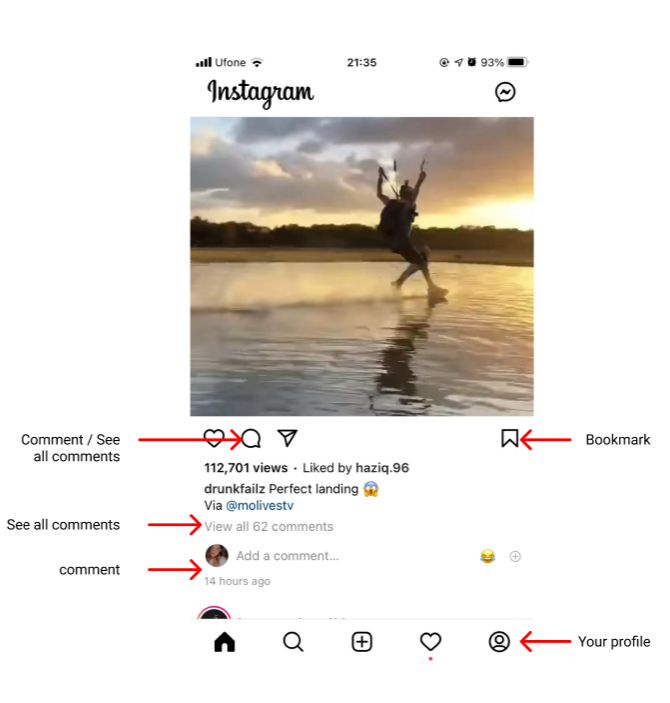 Ufone 21:35 93%
Instagram
Comment / See
all comments
Bookmark
112,701 views · Liked by haziq.96
drunkfailz Perfect landing 😱
Via @molivestv
See all comments
View all 62 comments
comment
Add a comment... 😂
14 hours ago
Your profile